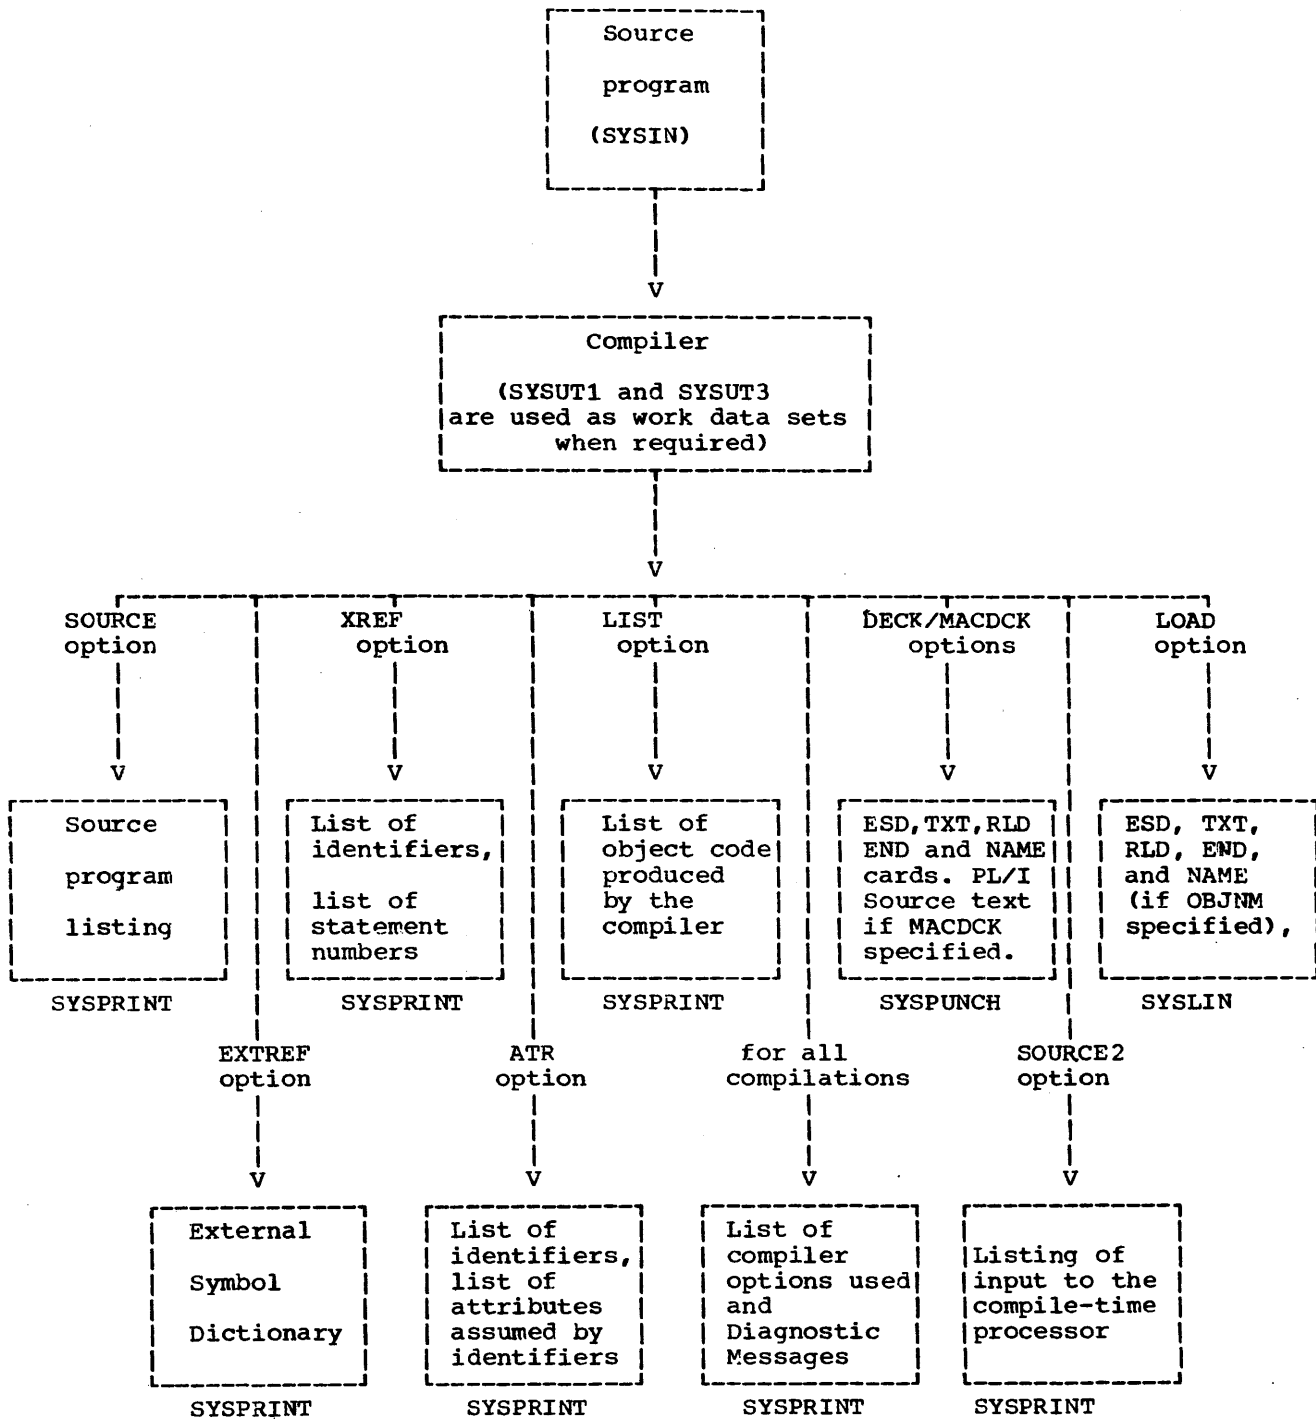 Source
program
(SYSIN)
V
Compiler
(SYSUT1 and SYSUT3
are used as work data sets
when required)
V
SOURCE
option
XREF
option
LIST
option
DECK/MACDCK
options
LOAD
option
V
V
V
V
V
Source
program
listing
List of
identifiers,
list of
statement
numbers
List of
object code
produced
by the
compiler
ESD,TXT,RLD
END and NAME
cards. PL/I
Source text
if MACDCK
specified.
ESD, TXT,
RLD, END,
and NAME
(if OBJNM
specified),
SYSPRINT
SYSPRINT
SYSPRINT
SYSPUNCH
SYSLIN
EXTREF
option
ATR
option
for all
compilations
SOURCE2
option
V
V
V
V
External
Symbol
Dictionary
List of
identifiers,
list of
attributes
assumed by
identifiers
List of
compiler
options used
and
Diagnostic
Messages
Listing of
input to the
compile-time
processor
SYSPRINT
SYSPRINT
SYSPRINT
SYSPRINT